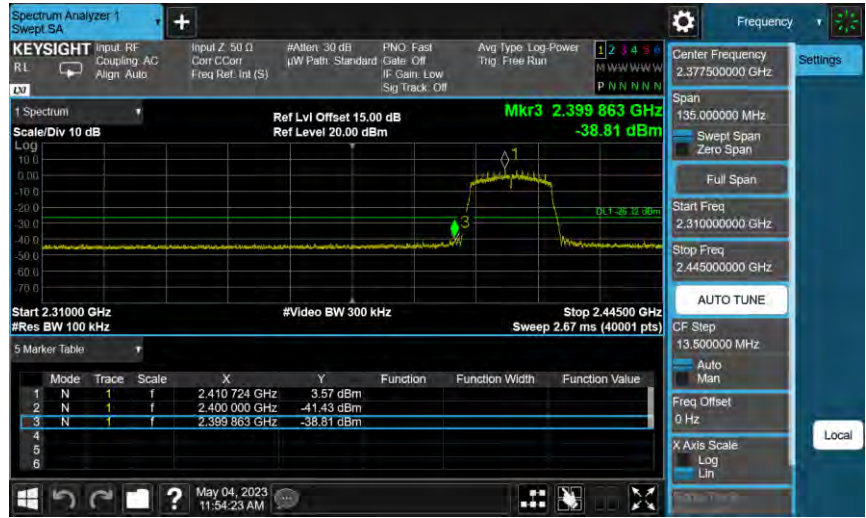 Spectrum Analyzer 1
Swept SA
+
Frequency
KEYSIGHT
RL
LXI
Input: RF
Coupling: AC
Align: Auto
Input Z: 50 Ω
Corr CCorr
Freq Ref: Int (S)
#Atten: 30 dB
µW Path: Standard
PNO: Fast
Gate: Off
IF Gain: Low
Sig Track: Off
Avg Type: Log-Power
Trig: Free Run
1 2 3 4 5 6
M W W W W W
P N N N N N
1 Spectrum
Scale/Div 10 dB
Ref Lvl Offset 15.00 dB
Ref Level 20.00 dBm
Mkr3 2.399 863 GHz
-38.81 dBm
Log
10.0
0.00
-10.0
-20.0
-30.0
-40.0
-50.0
-60.0
-70.0
1
3
DL1 -26.32 dBm
Start 2.31000 GHz
#Res BW 100 kHz
#Video BW 300 kHz
Stop 2.44500 GHz
Sweep 2.67 ms (40001 pts)
5 Marker Table
Mode Trace Scale X Y Function Function Width Function Value
1 N 1 f 2.410 724 GHz 3.57 dBm
2 N 1 f 2.400 000 GHz -41.43 dBm
3 N 1 f 2.399 863 GHz -38.81 dBm
4
5
6
?
May 04, 2023
11:54:23 AM
Center Frequency
2.377500000 GHz
Span
135.000000 MHz
Swept Span
Zero Span
Full Span
Start Freq
2.310000000 GHz
Stop Freq
2.445000000 GHz
AUTO TUNE
CF Step
13.500000 MHz
Auto
Man
Freq Offset
0 Hz
X Axis Scale
Log
Lin
Settings
Local